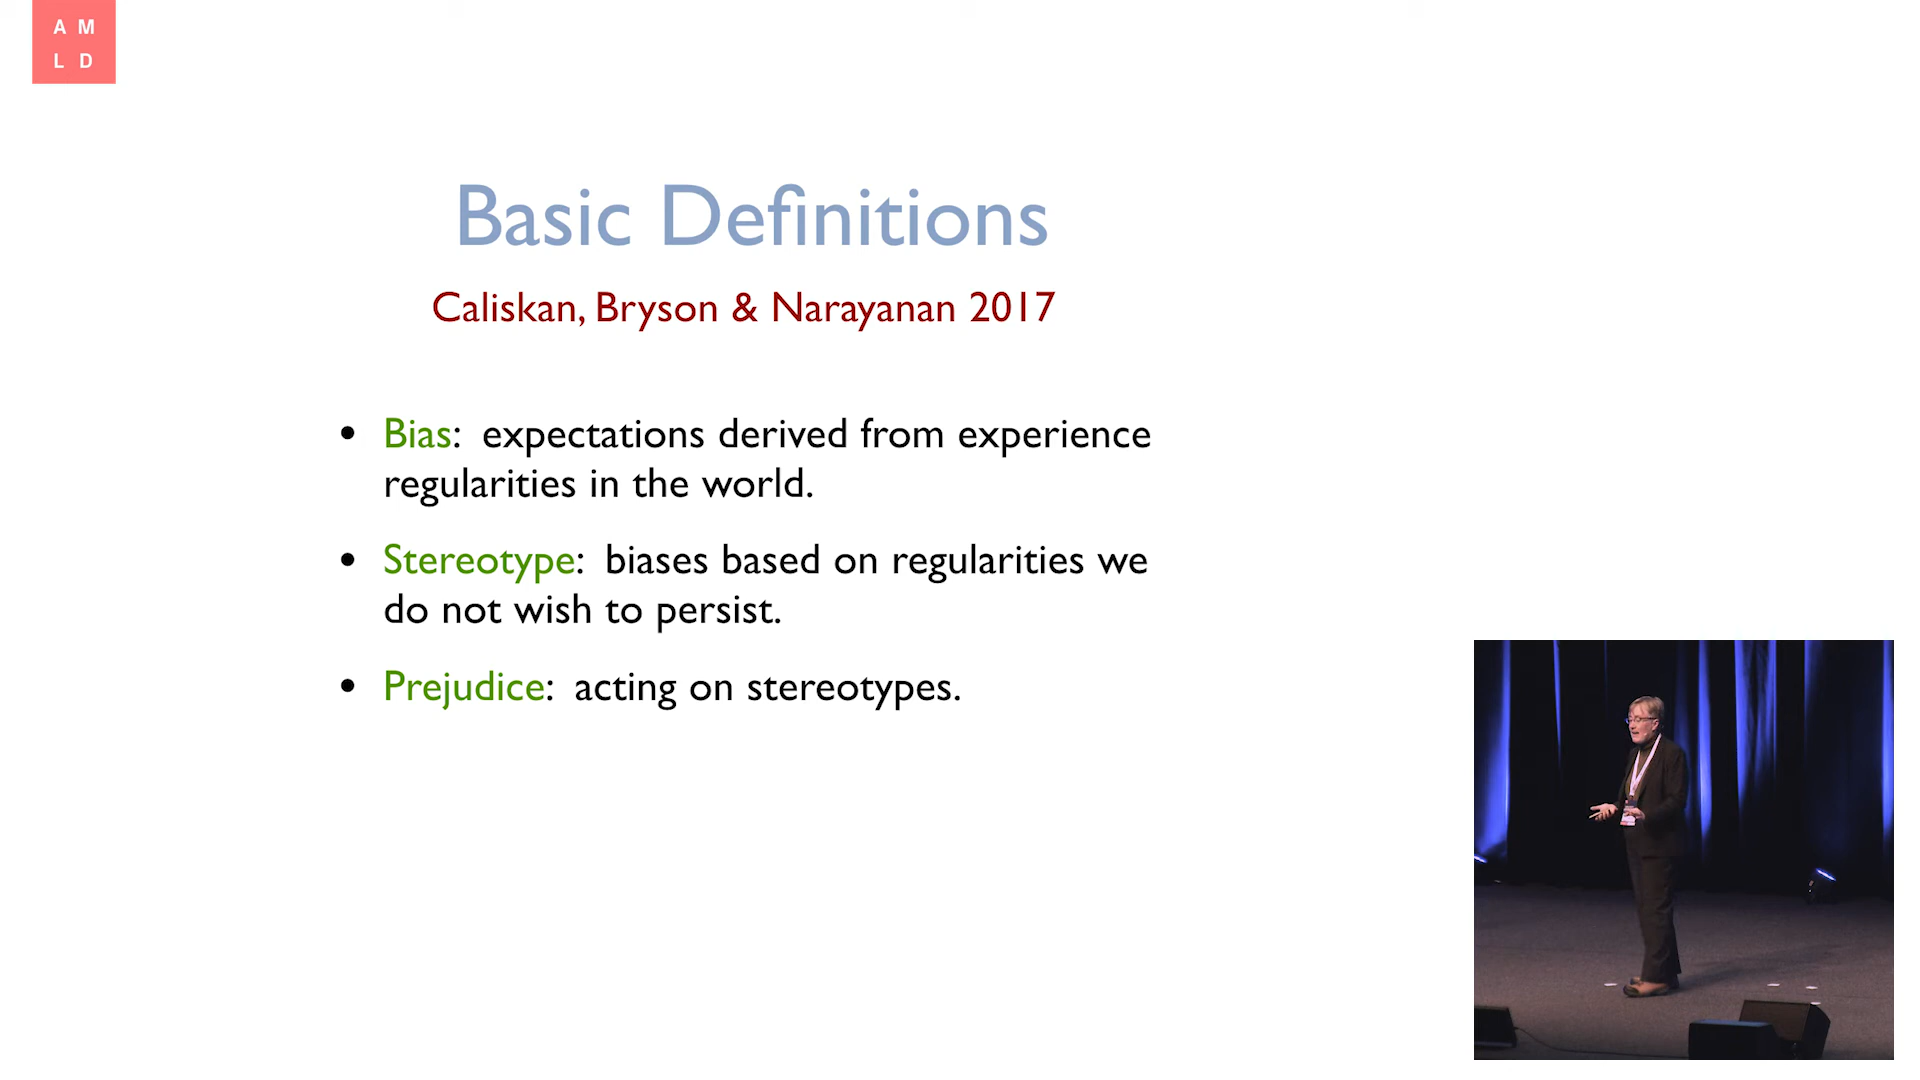 A M
L D
Basic Definitions
Caliskan, Bryson & Narayanan 2017
• Bias: expectations derived from experience
regularities in the world.
• Stereotype: biases based on regularities we
do not wish to persist.
• Prejudice: acting on stereotypes.